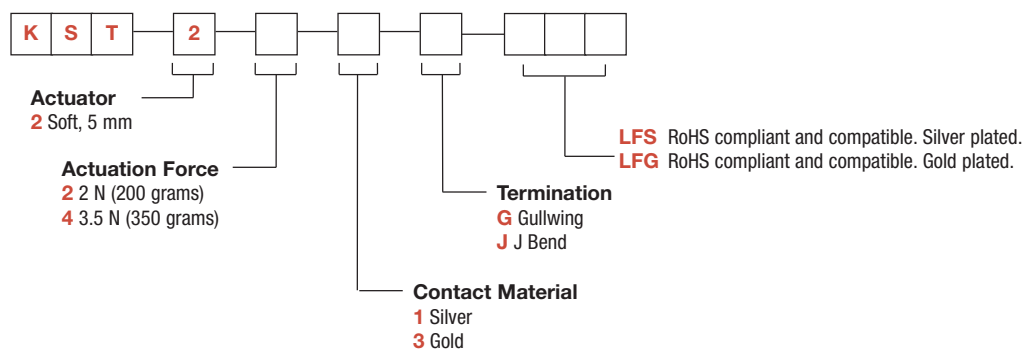 K S T 2
Actuator
2 Soft, 5 mm
Actuation Force
2 2 N (200 grams)
4 3.5 N (350 grams)
LFS RoHS compliant and compatible. Silver plated.
LFG RoHS compliant and compatible. Gold plated.
Termination
G Gullwing
J J Bend
Contact Material
1 Silver
3 Gold